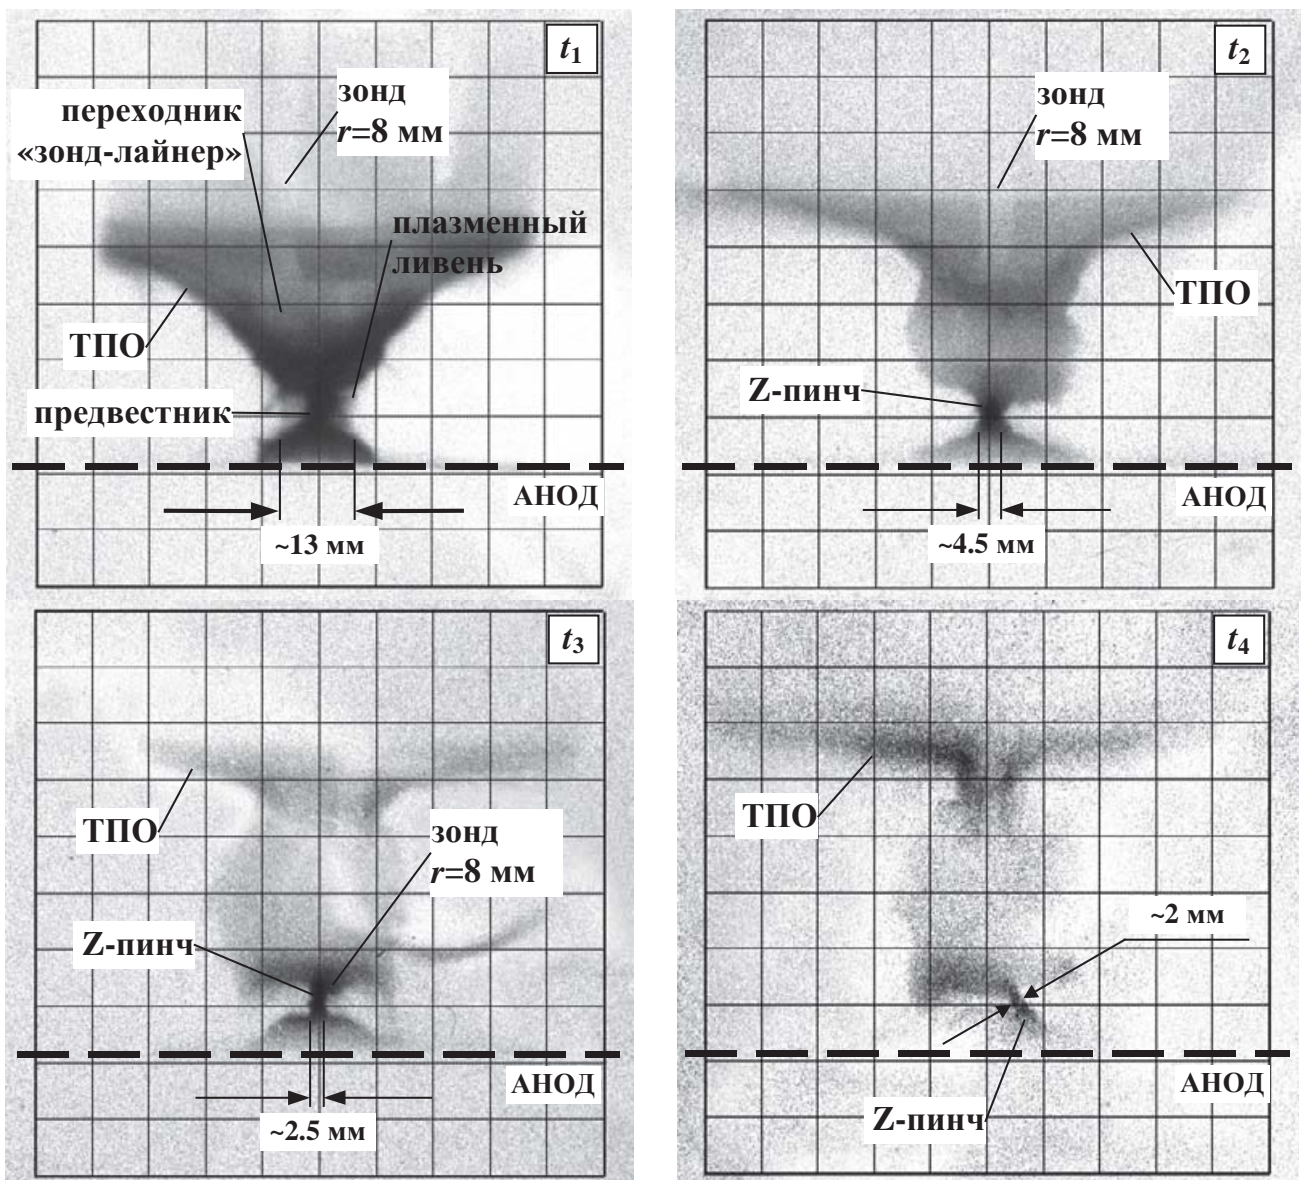 t1
зонд
r=8 мм
переходник
«зонд-лайнер»
плазменный
ливень
ТПО
предвестник
АНОД
~13 мм
t2
зонд
r=8 мм
ТПО
Z-пинч
АНОД
~4.5 мм
t3
ТПО
зонд
r=8 мм
Z-пинч
АНОД
~2.5 мм
t4
ТПО
~2 мм
АНОД
Z-пинч